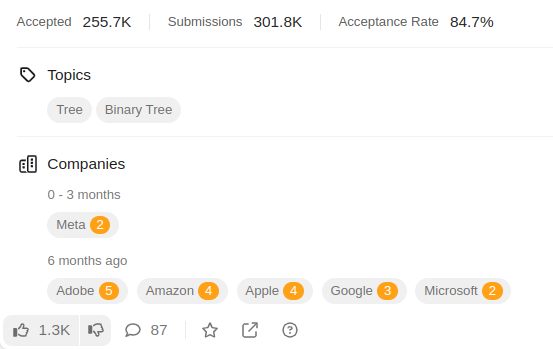 Accepted 255.7K Submissions 301.8K Acceptance Rate 84.7%
Topics
Tree Binary Tree
Companies
0 - 3 months
Meta 2
6 months ago
Adobe 5 Amazon 4 Apple 4 Google 3 Microsoft 2
1.3K 87 ?